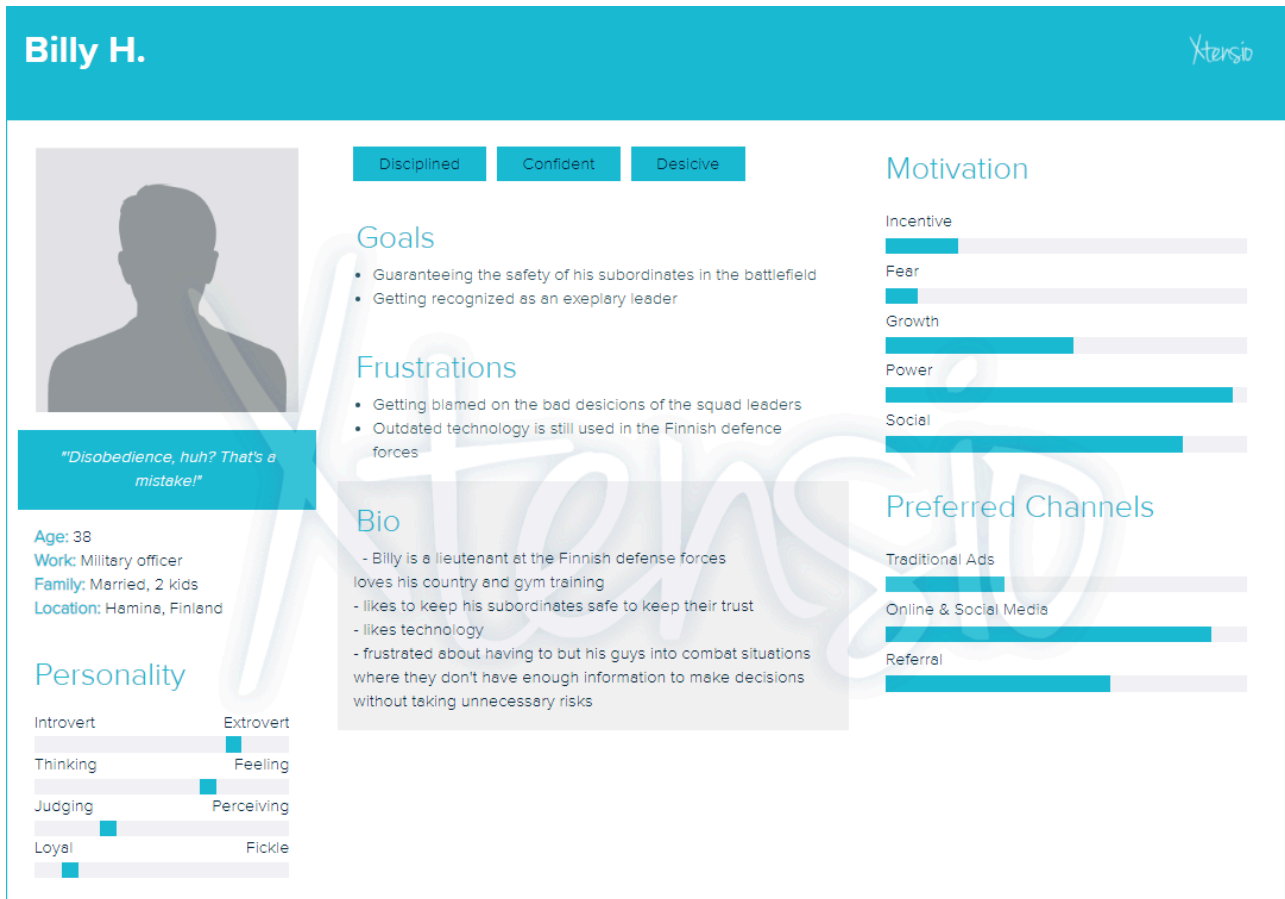 Billy H.
Xtensio
"'Disobedience, huh? That's a
mistake!"
Age: 38
Work: Military officer
Family: Married, 2 kids
Location: Hamina, Finland
Personality
Introvert Extrovert
Thinking Feeling
Judging Perceiving
Loyal Fickle
Disciplined Confident Desicive
Goals
• Guaranteeing the safety of his subordinates in the battlefield
• Getting recognized as an exeplary leader
Frustrations
• Getting blamed on the bad desicions of the squad leaders
• Outdated technology is still used in the Finnish defence
forces
Bio
- Billy is a lieutenant at the Finnish defense forces
loves his country and gym training
- likes to keep his subordinates safe to keep their trust
- likes technology
- frustrated about having to but his guys into combat situations
where they don't have enough information to make decisions
without taking unnecessary risks
Motivation
Incentive
Fear
Growth
Power
Social
Preferred Channels
Traditional Ads
Online & Social Media
Referral
Xtensio